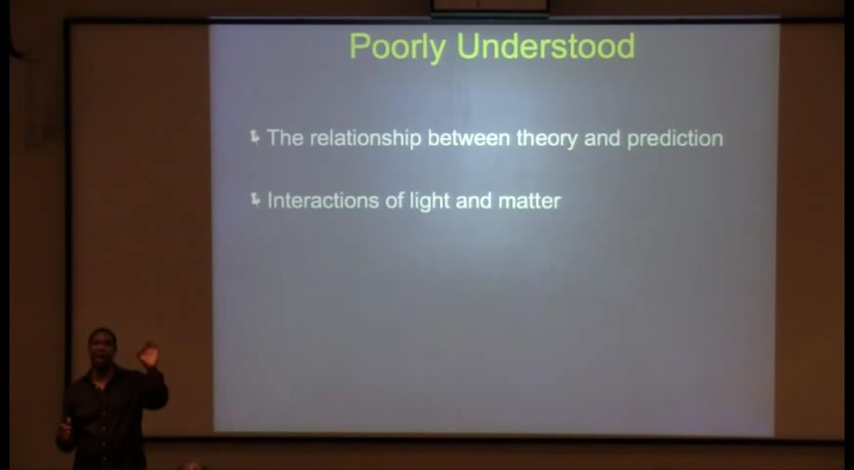 Poorly Understood
The relationship between theory and prediction
Interactions of light and matter